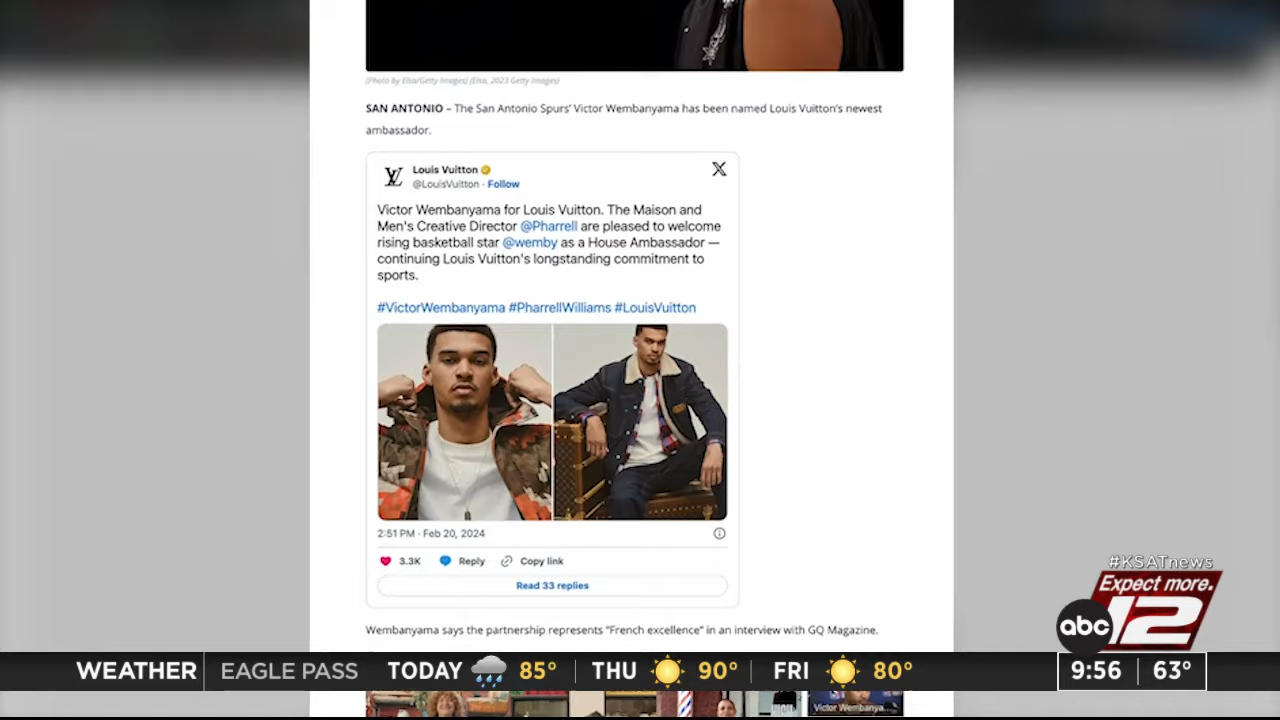 (Photo by Elsa/Getty Images) (Elsa, 2023 Getty Images)
SAN ANTONIO – The San Antonio Spurs’ Victor Wembanyama has been named Louis Vuitton’s newest
ambassador.
Louis Vuitton
@LouisVuitton · Follow
Victor Wembanyama for Louis Vuitton. The Maison and
Men's Creative Director @Pharrell are pleased to welcome
rising basketball star @wemby as a House Ambassador —
continuing Louis Vuitton's longstanding commitment to
sports.
#VictorWembanyama #PharrellWilliams #LouisVuitton
2:51 PM · Feb 20, 2024
3.3K Reply Copy link
Read 33 replies
Wembanyama says the partnership represents “French excellence” in an interview with GQ Magazine.
#KSATnews
Expect more.
abc 12
WEATHER EAGLE PASS TODAY 85° THU 90° FRI 80° 9:56 63°
Victor Wembanya...